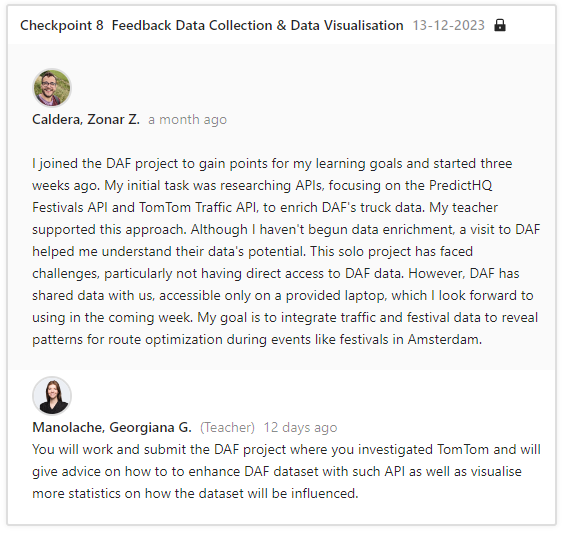 Checkpoint 8 Feedback Data Collection & Data Visualisation 13-12-2023
Caldera, Zonar Z. a month ago
I joined the DAF project to gain points for my learning goals and started three
weeks ago. My initial task was researching APIs, focusing on the PredictHQ
Festivals API and TomTom Traffic API, to enrich DAF's truck data. My teacher
supported this approach. Although I haven't begun data enrichment, a visit to DAF
helped me understand their data's potential. This solo project has faced
challenges, particularly not having direct access to DAF data. However, DAF has
shared data with us, accessible only on a provided laptop, which I look forward to
using in the coming week. My goal is to integrate traffic and festival data to reveal
patterns for route optimization during events like festivals in Amsterdam.
Manolache, Georgiana G. (Teacher) 12 days ago
You will work and submit the DAF project where you investigated TomTom and will
give advice on how to to enhance DAF dataset with such API as well as visualise
more statistics on how the dataset will be influenced.